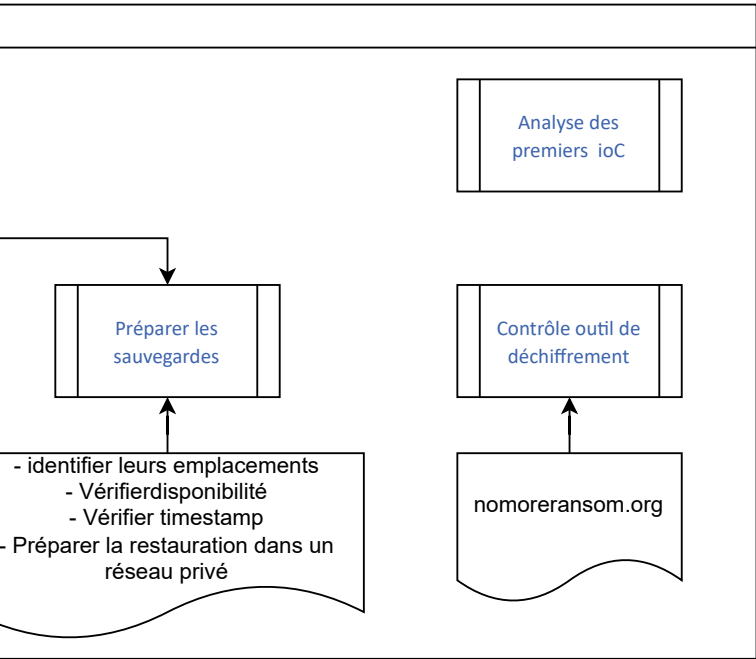 Analyse des
premiers ioC
Préparer les
sauvegardes
Contrôle outil de
déchiffrement
- identifier leurs emplacements
- Vérifierdisponibilité
- Vérifier timestamp
- Préparer la restauration dans un
réseau privé
nomoreransom.org